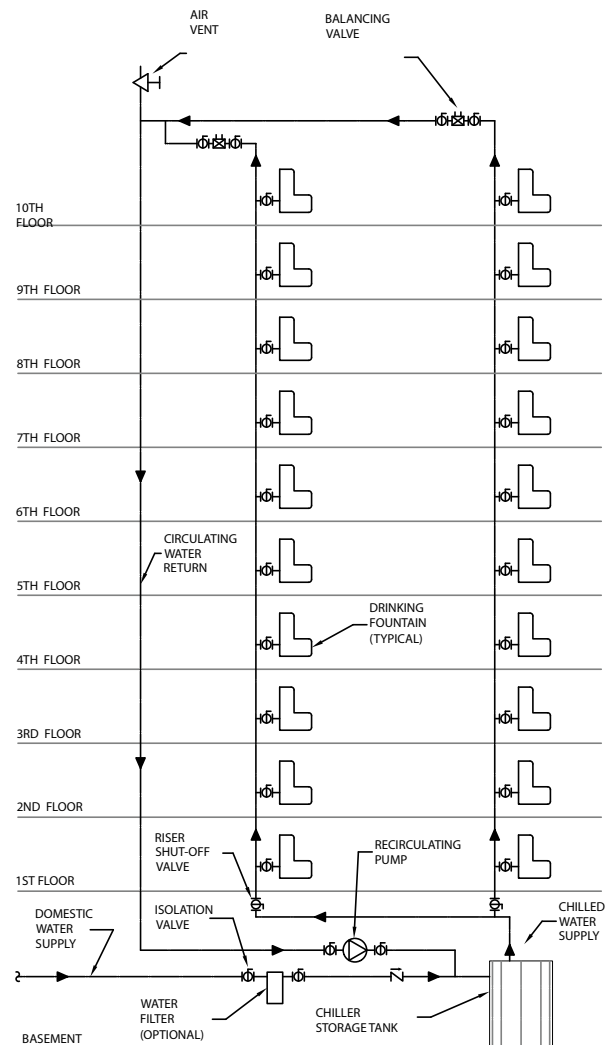 AIR
VENT
BALANCING
VALVE
10TH
FLOOR
9TH FLOOR
8TH FLOOR
7TH FLOOR
6TH FLOOR
CIRCULATING
WATER
RETURN
5TH FLOOR
DRINKING
FOUNTAIN
(TYPICAL)
4TH FLOOR
3RD FLOOR
2ND FLOOR
RISER
SHUT-OFF
VALVE
RECIRCULATING
PUMP
1ST FLOOR
DOMESTIC
WATER
SUPPLY
ISOLATION
VALVE
CHILLED
WATER
SUPPLY
WATER
FILTER
(OPTIONAL)
CHILLER
STORAGE TANK
BASEMENT